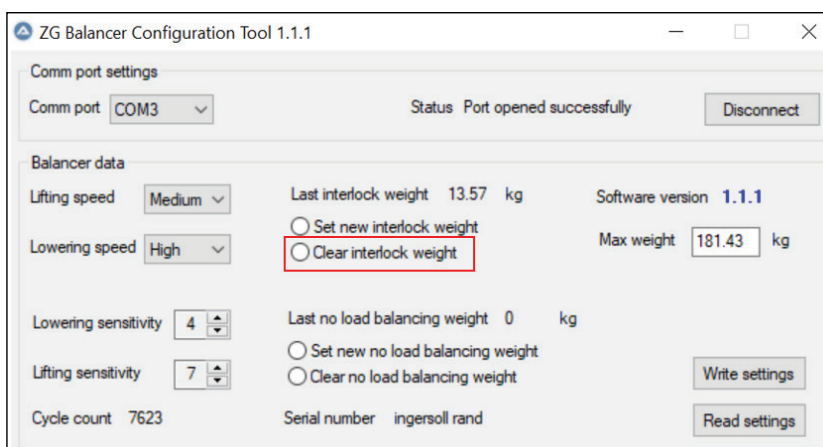 ZG Balancer Configuration Tool 1.1.1
Comm port settings
Comm port COM3 Status Port opened successfully Disconnect
Balancer data
Lifting speed Medium Last interlock weight 13.57 kg Software version 1.1.1
Set new interlock weight
Lowering speed High Clear interlock weight Max weight 181.43 kg
Lowering sensitivity 4 Last no load balancing weight 0 kg
Set new no load balancing weight
Lifting sensitivity 7 Clear no load balancing weight Write settings
Cycle count 7623 Serial number ingersoll rand Read settings